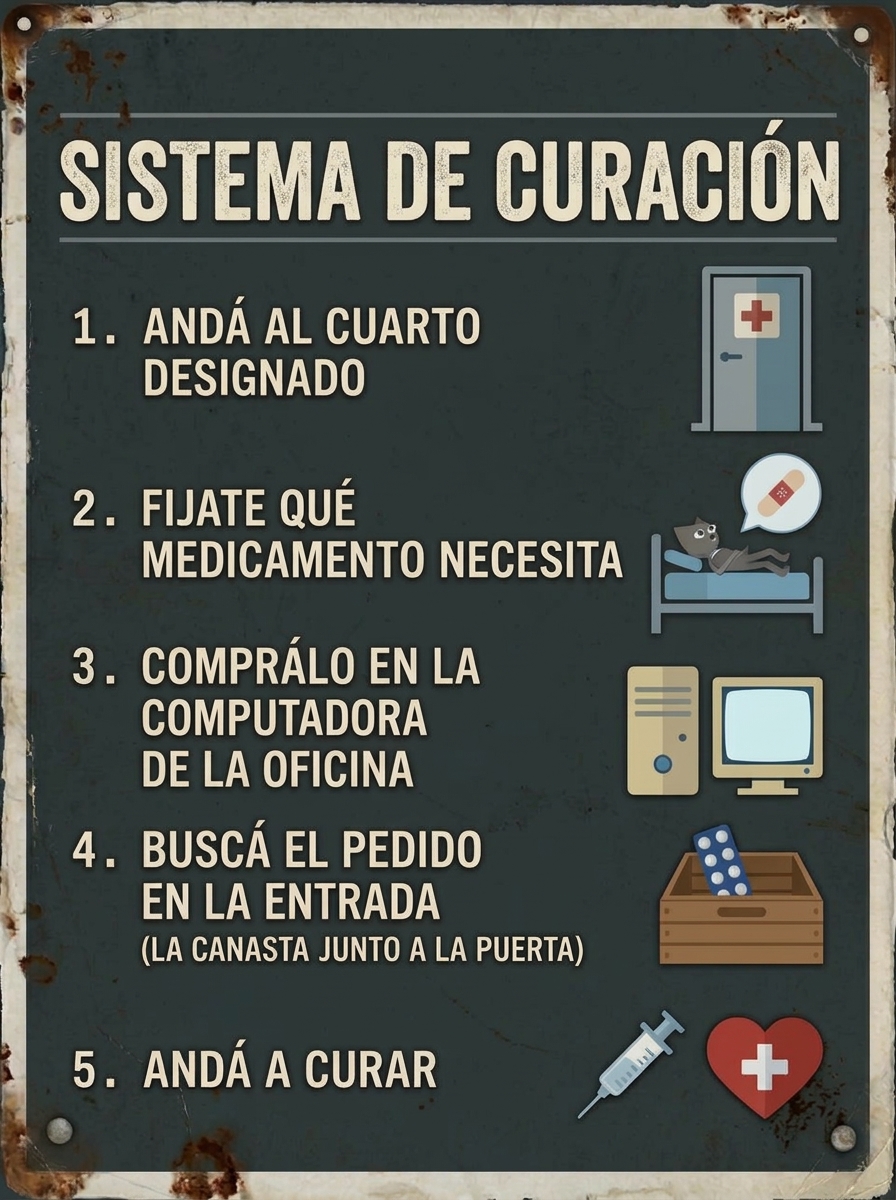 SISTEMA DE CURACIÓN
1. ANDÁ AL CUARTO
DESIGNADO
2. FIJATE QUÉ
MEDICAMENTO NECESITA
3. COMPRÁLO EN LA
COMPUTADORA
DE LA OFICINA
4. BUSCÁ EL PEDIDO
EN LA ENTRADA
(LA CANASTA JUNTO A LA PUERTA)
5. ANDÁ A CURAR